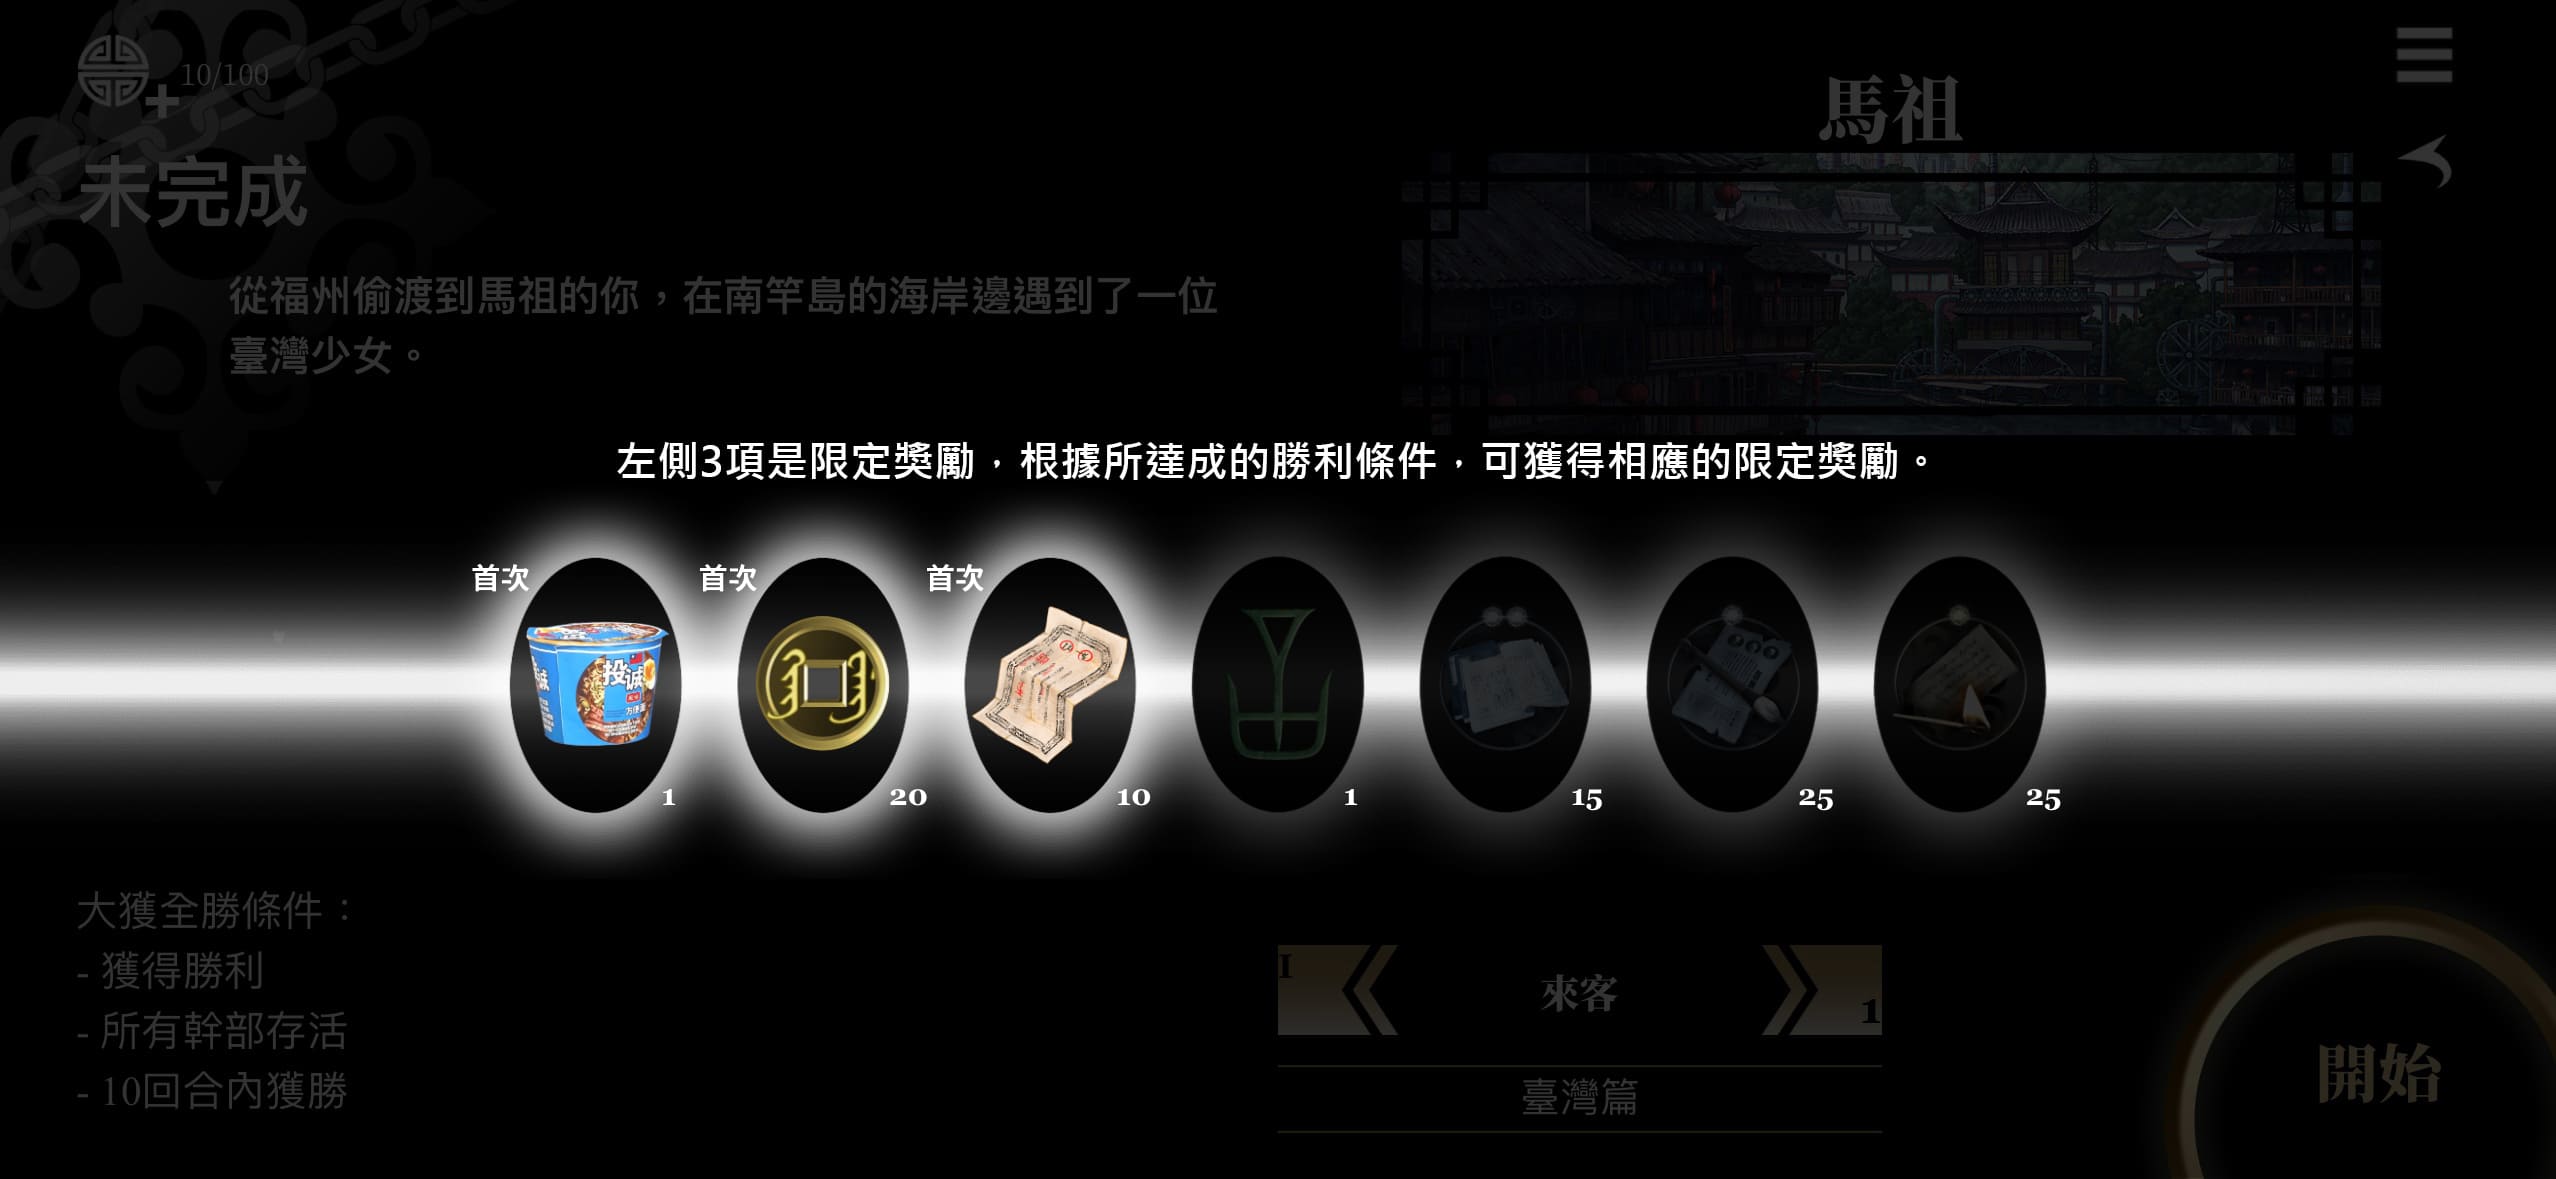 10/100
馬祖
未完成
從福州偷渡到馬祖的你，在南竿島的海岸邊遇到了一位
臺灣少女。
左側3項是限定獎勵，根據所達成的勝利條件，可獲得相應的限定獎勵。
首次
首次
首次
投誠
1
20
10
1
15
25
25
大獲全勝條件：
- 獲得勝利
- 所有幹部存活
- 10回合內獲勝
1
來客
1
臺灣篇
開始